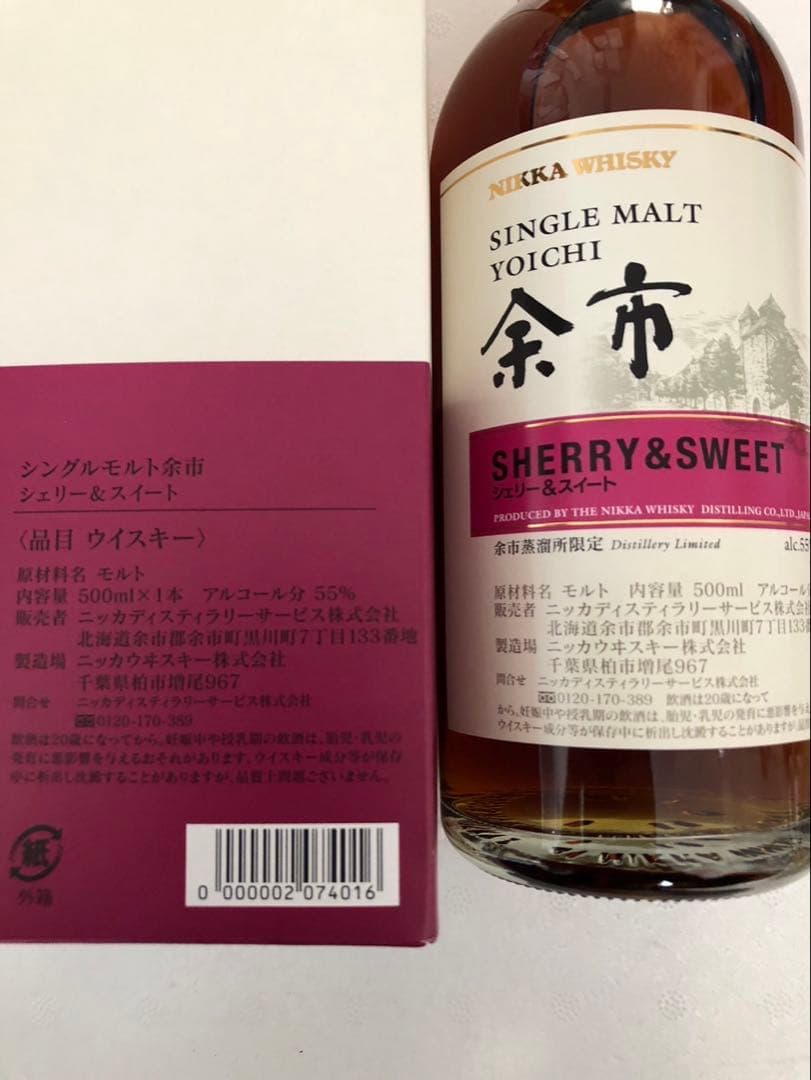 シングルモルト余市
シェリー&スイート
〈品目 ウイスキー〉
原材料名 モルト
内容量 500ml×1本 アルコール分 55%
販売者 ニッカディスティラリーサービス株式会社
北海道余市郡余市町黒川町7丁目133番地
製造場 ニッカウヰスキー株式会社
千葉県柏市増尾967
問合せ ニッカディスティラリーサービス株式会社
0120-170-389
飲酒は20歳になってから。妊娠中や授乳期の飲酒は、胎児・乳児の
発育に悪影響を与えるおそれがあります。ウイスキー成分等が保存
中に析出し沈澱することがありますが、品質上問題ございません。
紙
外箱
0 000002 074016
NIKKA WHISKY
SINGLE MALT
YOICHI
余市
SHERRY&SWEET
シェリー&スイート
PRODUCED BY THE NIKKA WHISKY DISTILLING CO.,LTD.,JAPA
余市蒸溜所限定 Distillery Limited alc.55
原材料名 モルト 内容量 500ml アルコール
販売者 ニッカディスティラリーサービス株式会社
北海道余市郡余市町黒川町7丁目13
製造場 ニッカウヰスキー株式会社
千葉県柏市増尾967
問合せ ニッカディスティラリーサービス株式会社
0120-170-389 飲酒は20歳になって
から。妊娠中や授乳期の飲酒は、胎児・乳児の発育に悪影響を与え
ウイスキー成分等が保存中に析出し沈澱することがありますが、